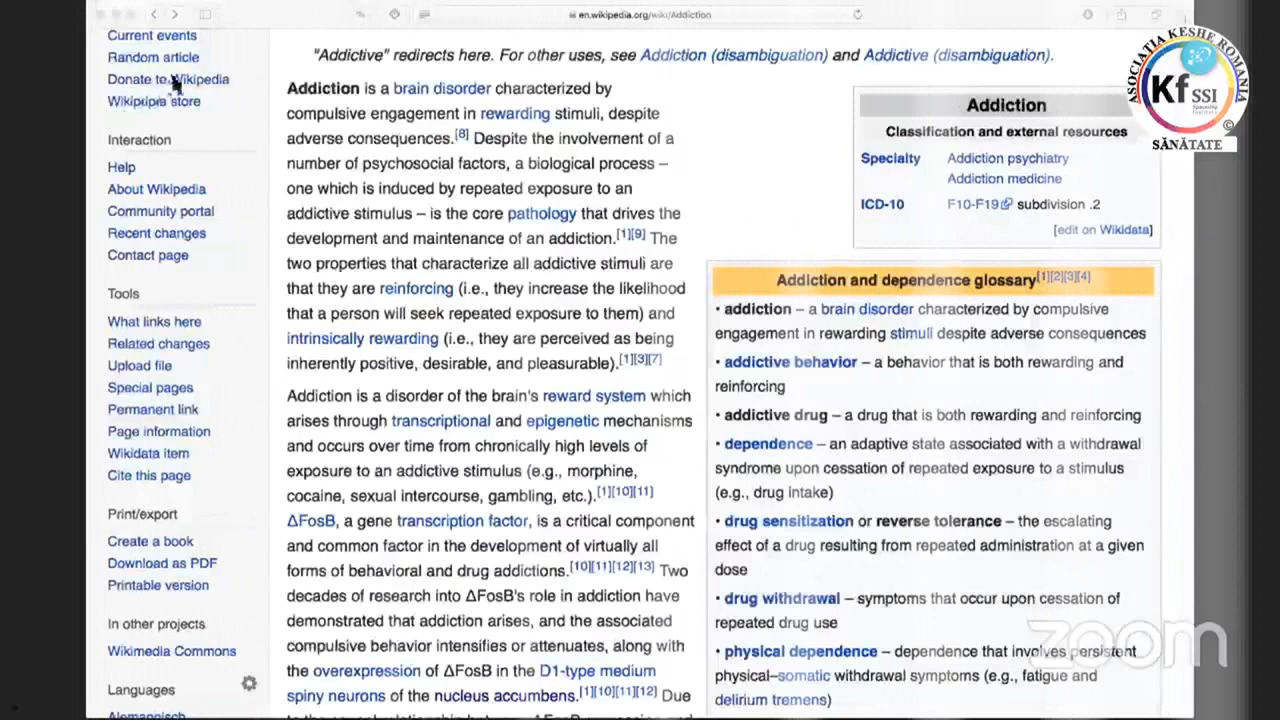 en.wikipedia.org/wiki/Addiction
Current events
Random article
Donate to Wikipedia
store
Interaction
Help
About Wikipedia
Community portal
Recent changes
Contact page
Tools
What links here
Related changes
Upload file
Special pages
Permanent link
Page information
Wikidata item
Cite this page
Print/export
Create a book
Download as PDF
Printable version
In other projects
Wikimedia Commons
Languages
Alemannisch
"Addictive" redirects here. For other uses, see Addiction (disambiguation) and Addictive (disambiguation).
Addiction is a brain disorder characterized by
compulsive engagement in rewarding stimuli, despite
adverse consequences.[8] Despite the involvement of a
number of psychosocial factors, a biological process –
one which is induced by repeated exposure to an
addictive stimulus – is the core pathology that drives the
development and maintenance of an addiction.[1][9] The
two properties that characterize all addictive stimuli are
that they are reinforcing (i.e., they increase the likelihood
that a person will seek repeated exposure to them) and
intrinsically rewarding (i.e., they are perceived as being
inherently positive, desirable, and pleasurable).[1][3][7]
Addiction is a disorder of the brain's reward system which
arises through transcriptional and epigenetic mechanisms
and occurs over time from chronically high levels of
exposure to an addictive stimulus (e.g., morphine,
cocaine, sexual intercourse, gambling, etc.).[1][10][11]
ΔFosB, a gene transcription factor, is a critical component
and common factor in the development of virtually all
forms of behavioral and drug addictions.[10][11][12][13] Two
decades of research into ΔFosB's role in addiction have
demonstrated that addiction arises, and the associated
compulsive behavior intensifies or attenuates, along with
the overexpression of ΔFosB in the D1-type medium
spiny neurons of the nucleus accumbens.[1][10][11][12] Due
Addiction
Classification and external resources
Specialty Addiction psychiatry
Addiction medicine
ICD-10 F10-F19 subdivision .2
[edit on Wikidata]
Addiction and dependence glossary[1][2][3][4]
• addiction – a brain disorder characterized by compulsive
engagement in rewarding stimuli despite adverse consequences
• addictive behavior – a behavior that is both rewarding and
reinforcing
• addictive drug – a drug that is both rewarding and reinforcing
• dependence – an adaptive state associated with a withdrawal
syndrome upon cessation of repeated exposure to a stimulus
(e.g., drug intake)
• drug sensitization or reverse tolerance – the escalating
effect of a drug resulting from repeated administration at a given
dose
• drug withdrawal – symptoms that occur upon cessation of
repeated drug use
• physical dependence – dependence that involves persistent
physical–somatic withdrawal symptoms (e.g., fatigue and
delirium tremens)
ASOCIATIA KESHE ROMANIA
Kf SSI
Spaceship
Institute
©
SĂNĂTATE
zoom